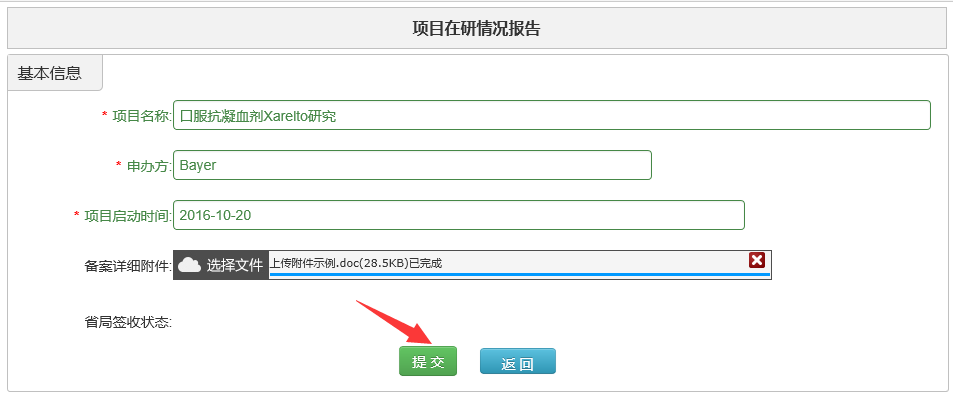 项目在研情况报告
基本信息
* 项目名称: 口服抗凝血剂Xarelto研究
* 申办方: Bayer
* 项目启动时间: 2016-10-20
备案详细附件: 选择文件 上传附件示例.doc(28.5KB)已完成
省局签收状态:
提 交 返 回